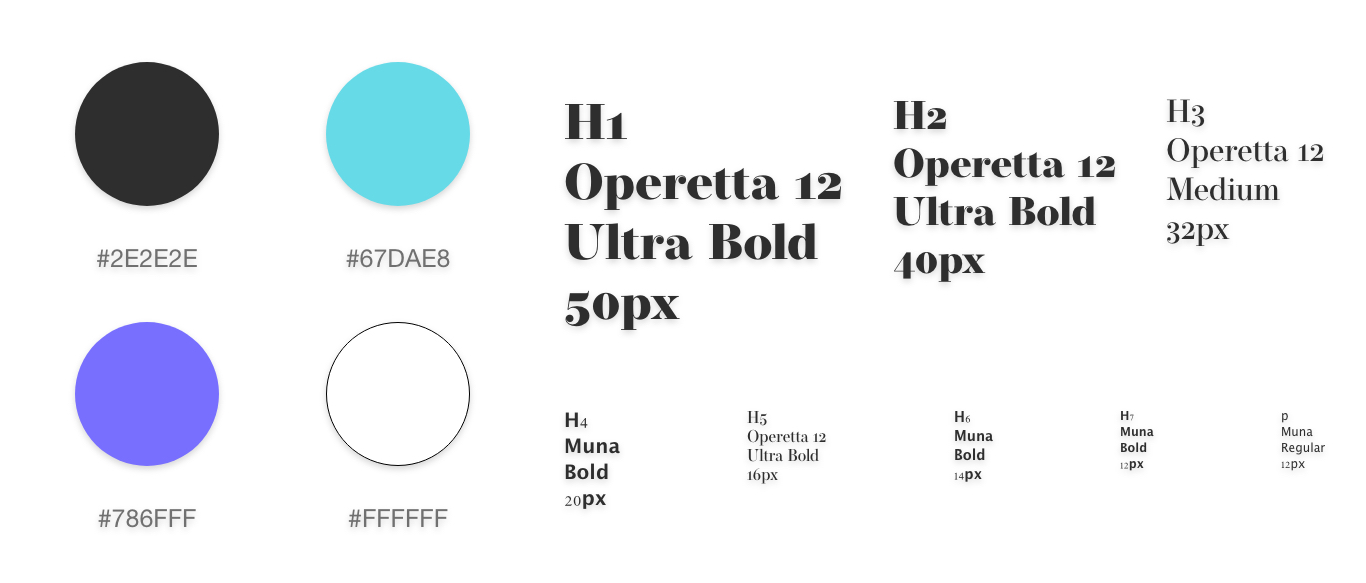 #2E2E2E
#67DAE8
#786FFF
#FFFFFF
H1
Operetta 12
Ultra Bold
50px
H2
Operetta 12
Ultra Bold
40px
H3
Operetta 12
Medium
32px
H4
Muna
Bold
20px
H5
Operetta 12
Ultra Bold
16px
H6
Muna
Bold
14px
H7
Muna
Bold
12px
p
Muna
Regular
12px